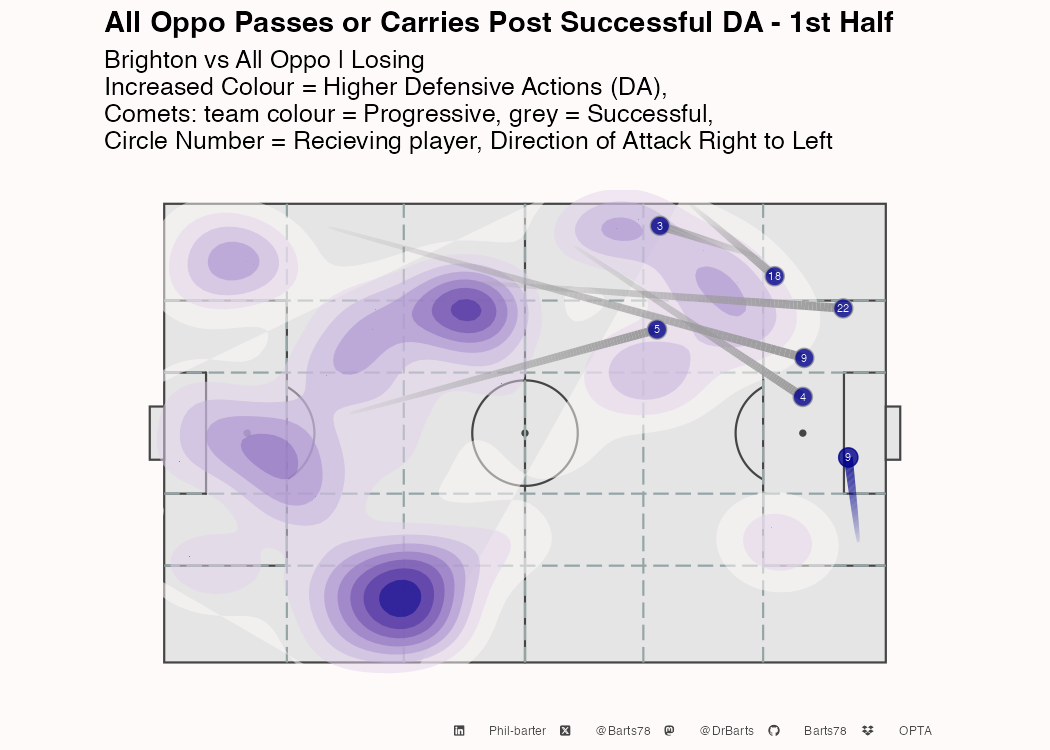 All Oppo Passes or Carries Post Successful DA - 1st Half
Brighton vs All Oppo | Losing
Increased Colour = Higher Defensive Actions (DA),
Comets: team colour = Progressive, grey = Successful,
Circle Number = Recieving player, Direction of Attack Right to Left
3
18
22
5
9
4
9
Phil-barter @Barts78 @DrBarts Barts78 OPTA